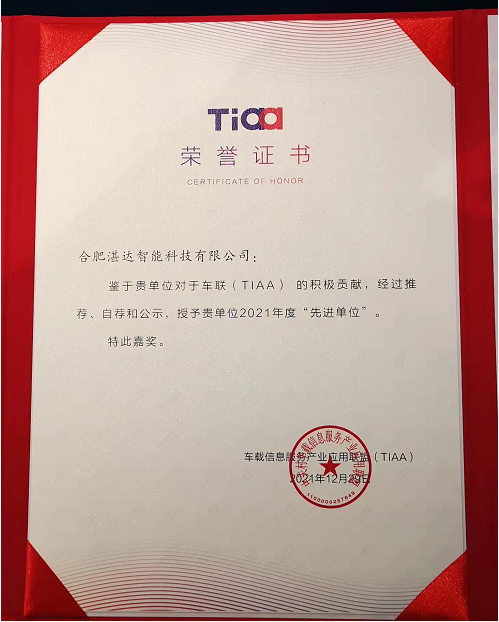 TiAA
荣誉证书
CERTIFICATE OF HONOR
合肥湛达智能科技有限公司：
鉴于贵单位对于车联（TIAA）的积极贡献，经过推
荐、自荐和公示，授予贵单位2021年度“先进单位”。
特此嘉奖。
车载信息服务产业应用联盟（TIAA）
2021年12月29日